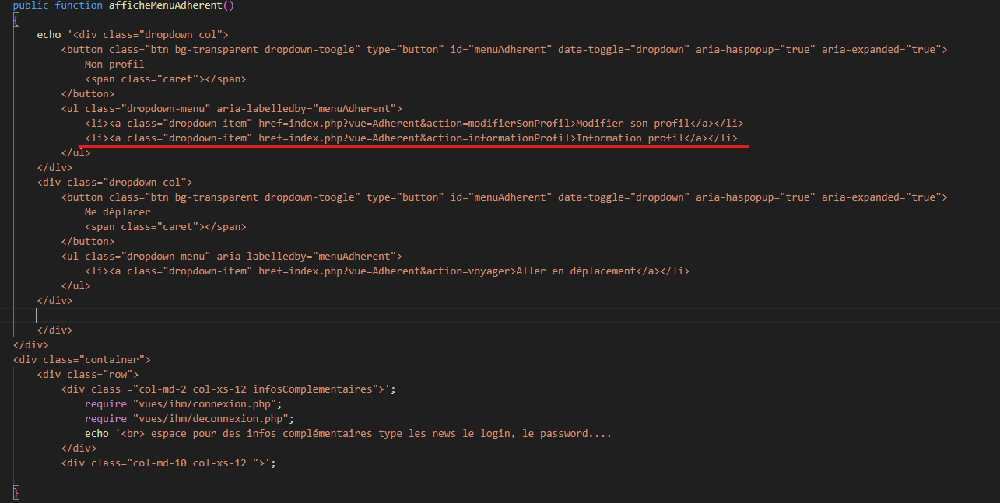 public function afficheMenuAdherent()
{
echo '<div class="dropdown col">
<button class="btn bg-transparent dropdown-toogle" type="button" id="menuAdherent" data-toggle="dropdown" aria-haspopup="true" aria-expanded="true">
Mon profil
<span class="caret"></span>
</button>
<ul class="dropdown-menu" aria-labelledby="menuAdherent">
<li><a class="dropdown-item" href=index.php?vue=Adherent&action=modifierSonProfil>Modifier son profil</a></li>
<li><a class="dropdown-item" href=index.php?vue=Adherent&action=informationProfil>Information profil</a></li>
</ul>
</div>
<div class="dropdown col">
<button class="btn bg-transparent dropdown-toogle" type="button" id="menuAdherent" data-toggle="dropdown" aria-haspopup="true" aria-expanded="true">
Me déplacer
<span class="caret"></span>
</button>
<ul class="dropdown-menu" aria-labelledby="menuAdherent">
<li><a class="dropdown-item" href=index.php?vue=Adherent&action=voyager>Aller en déplacement</a></li>
</ul>
</div>
</div>
</div>
<div class="container">
<div class="row">
<div class ="col-md-2 col-xs-12 infosComplementaires">';
require "vues/ihm/connexion.php";
require "vues/ihm/deconnexion.php";
echo '<br> espace pour des infos complémentaires type les news le login, le password....
</div>
<div class="col-md-10 col-xs-12 ">';
}